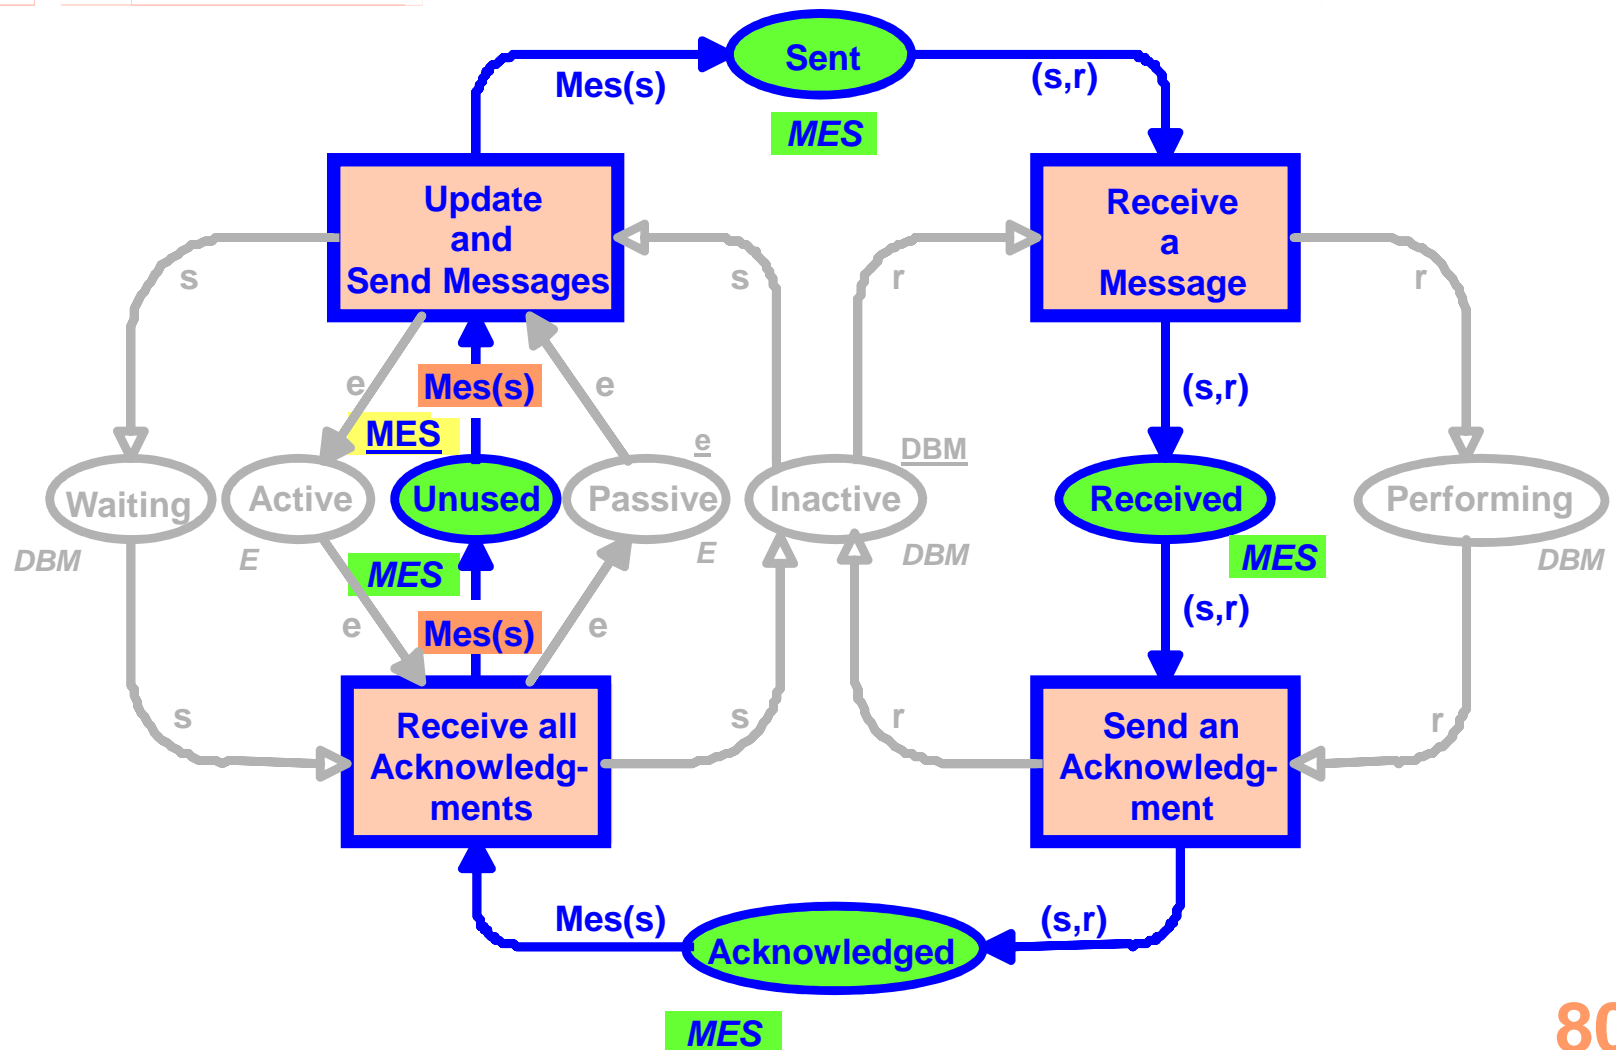 Sent
Mes(s)
(s,r)
MES
Update
and
Send Messages
Receive
a
Message
s
s
r
r
e
Mes(s)
e
(s,r)
MES
e
DBM
Waiting
Active
Unused
Passive
Inactive
Received
Performing
DBM
E
MES
E
DBM
MES
DBM
e
Mes(s)
e
(s,r)
s
s
r
r
Receive all
Acknowledg-
ments
Send an
Acknowledg-
ment
Mes(s)
(s,r)
Acknowledged
MES
80